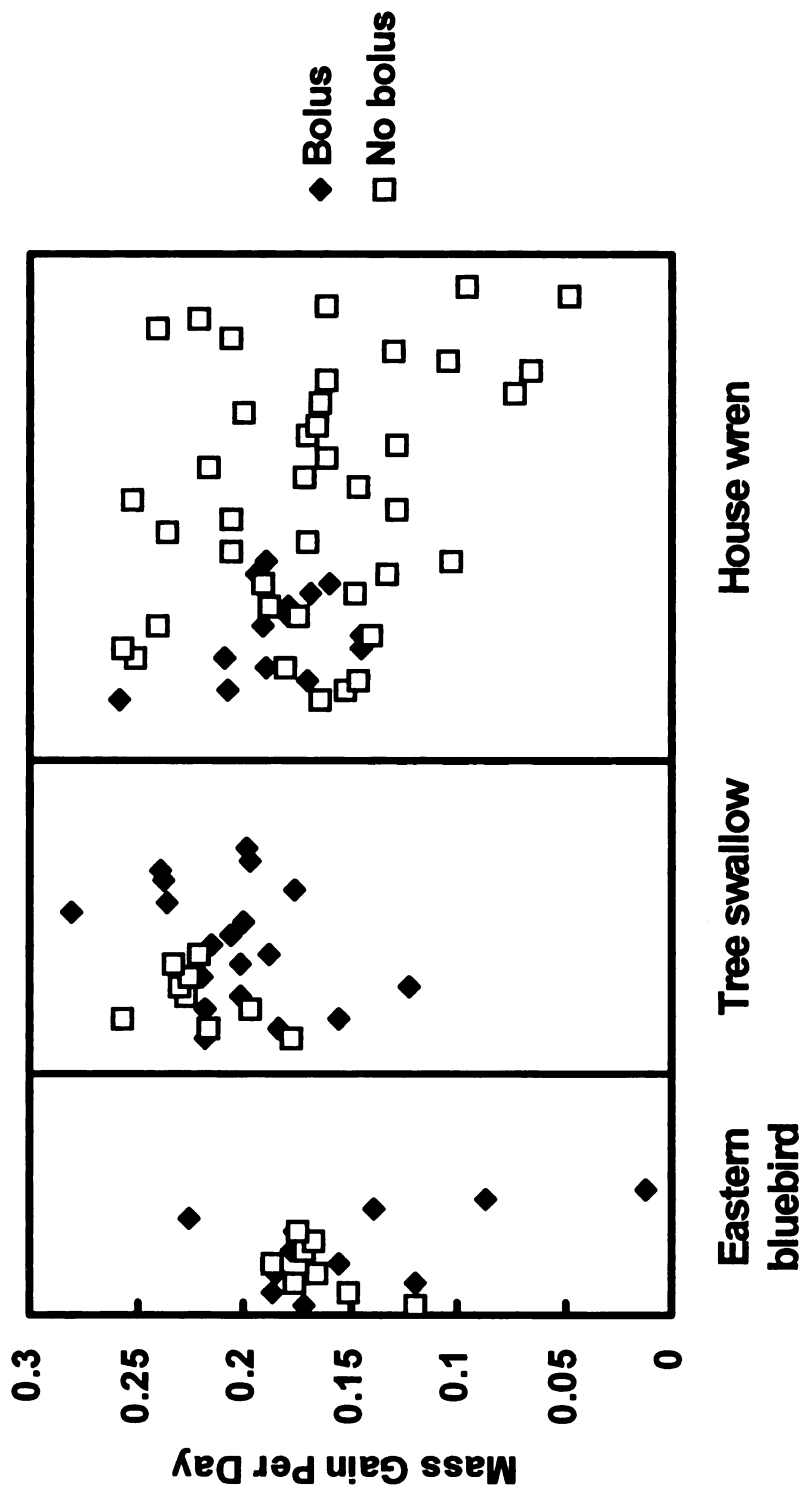 Mass Gain Per Day
0.3
0.25
0.2
0.15
0.1
0.05
0
Eastern
bluebird
Tree swallow
House wren
Bolus
No bolus